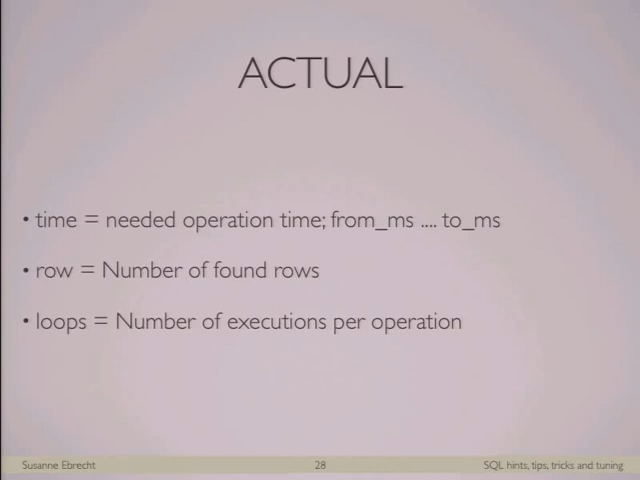 ACTUAL
• time = needed operation time; from_ms .... to_ms
• row = Number of found rows
• loops = Number of executions per operation
Susanne Ebrecht 28 SQL hints, tips, tricks and tuning